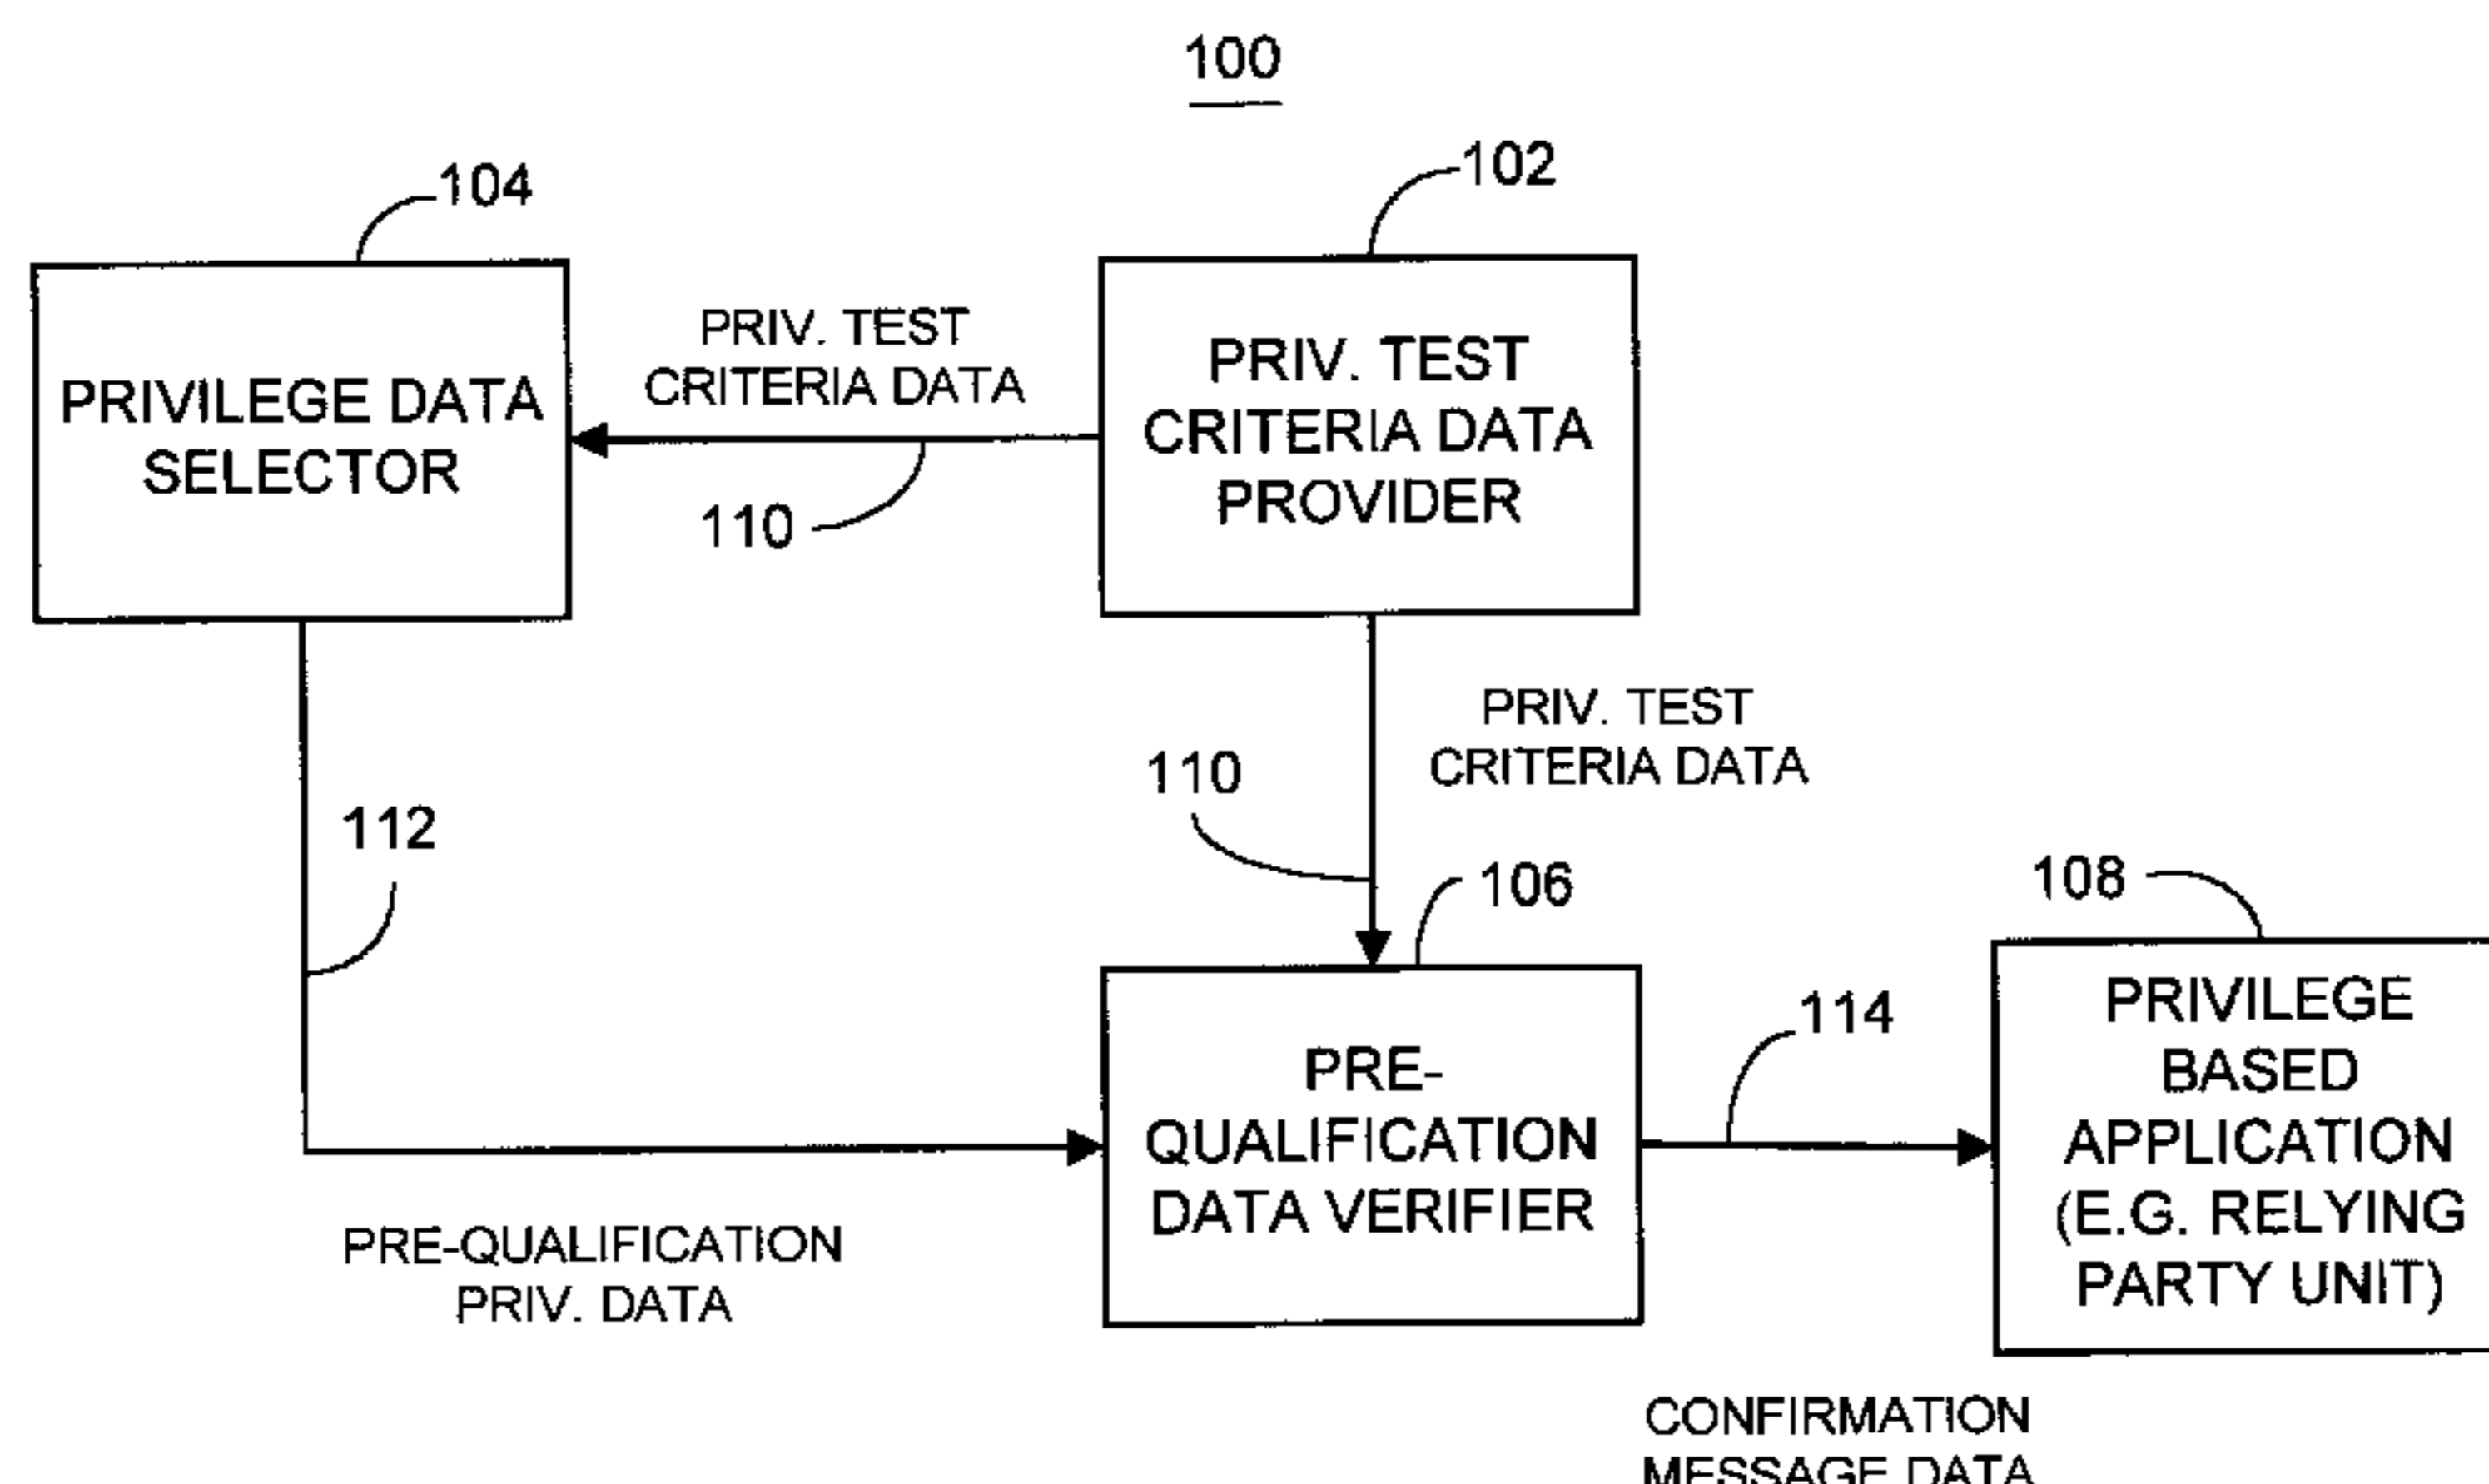 100
104
102
PRIV. TEST
CRITERIA DATA
PRIVILEGE DATA
SELECTOR
110
PRIV. TEST
CRITERIA DATA
PROVIDER
PRIV. TEST
CRITERIA DATA
110
112
106
108
PRE-
QUALIFICATION
DATA VERIFIER
114
PRIVILEGE
BASED
APPLICATION
(E.G. RELYING
PARTY UNIT)
PRE-QUALIFICATION
PRIV. DATA
CONFIRMATION
MESSAGE DATA